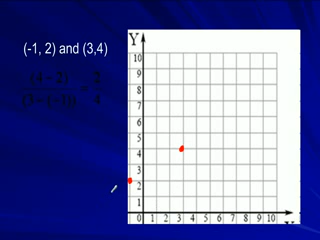 (-1, 2) and (3,4)
(4-2) 2
(3-(-1)) = 4
Y
10
9
8
7
6
5
4
3
2
1
0 1 2 3 4 5 6 7 8 9 10